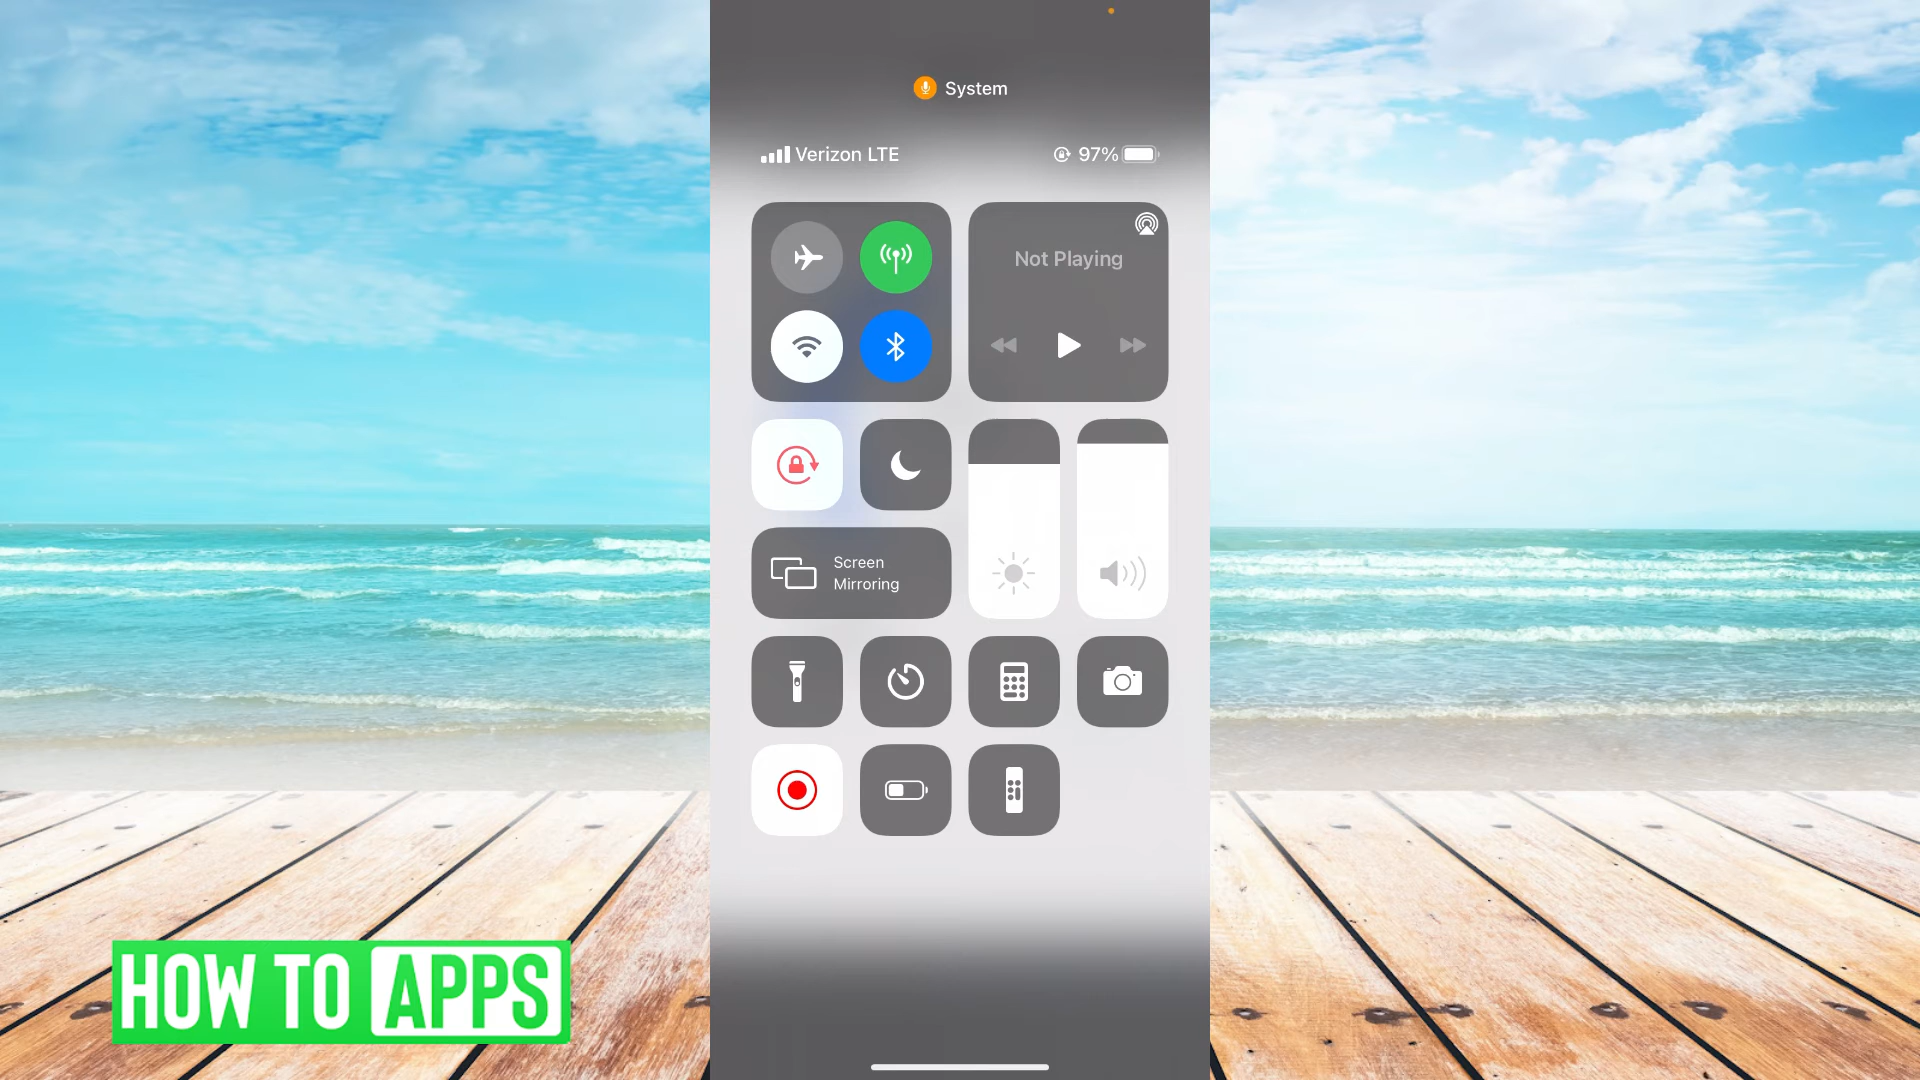 System
Verizon LTE
97%
Not Playing
Screen
Mirroring
HOW TO APPS